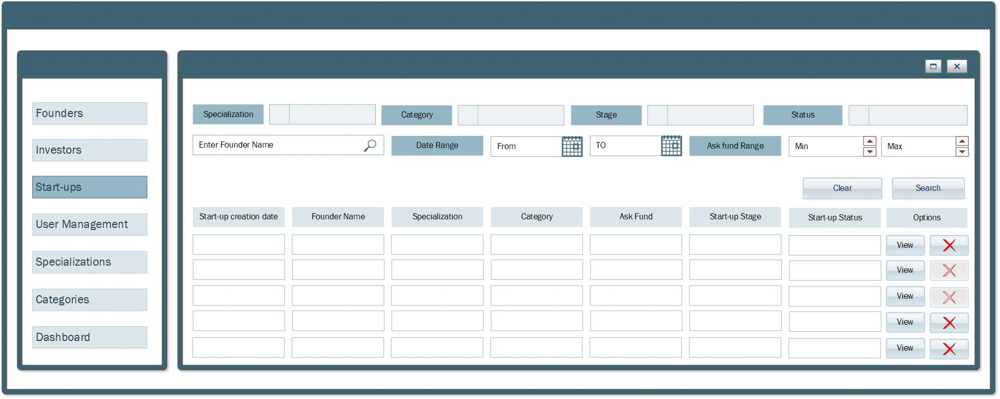 Founders
Investors
Start-ups
User Management
Specializations
Categories
Dashboard
Specialization Category Stage Status
Enter Founder Name Date Range From TO Ask fund Range Min Max
Clear Search
Start-up creation date Founder Name Specialization Category Ask Fund Start-up Stage Start-up Status Options
View
View
View
View
View